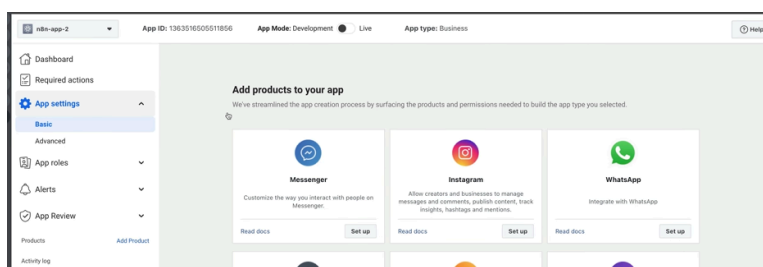 n8n-app-2
App ID: 1363516505511856
App Mode: Development
Live
App type: Business
Help
Dashboard
Required actions
App settings
Basic
Advanced
App roles
Alerts
App Review
Products
Add Product
Activity log
Add products to your app
We've streamlined the app creation process by surfacing the products and permissions needed to build the app type you selected.
Messenger
Customize the way you interact with people on
Messenger.
Read docs
Set up
Instagram
Allow creators and businesses to manage
messages and comments, publish content, track
insights, hashtags and mentions.
Read docs
Set up
WhatsApp
Integrate with WhatsApp
Read docs
Set up